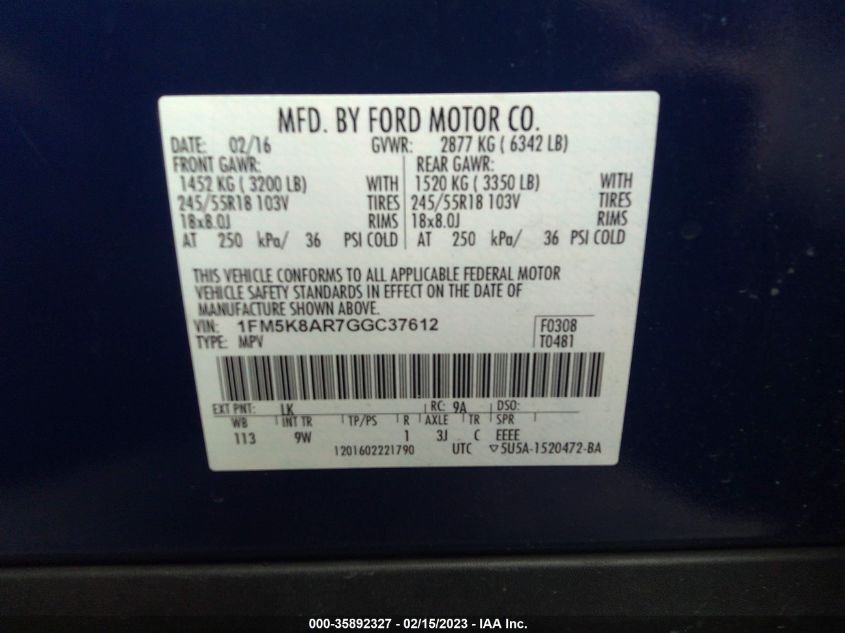 MFD. BY FORD MOTOR CO.
DATE: 02/16 GVWR: 2877 KG ( 6342 LB)
FRONT GAWR: REAR GAWR:
1452 KG ( 3200 LB) WITH 1520 KG ( 3350 LB) WITH
245/55R18 103V TIRES 245/55R18 103V TIRES
18x8.0J RIMS 18x8.0J RIMS
AT 250 kPa/ 36 PSI COLD AT 250 kPa/ 36 PSI COLD
THIS VEHICLE CONFORMS TO ALL APPLICABLE FEDERAL MOTOR
VEHICLE SAFETY STANDARDS IN EFFECT ON THE DATE OF
MANUFACTURE SHOWN ABOVE.
VIN: 1FM5K8AR7GGC37612 F0308
TYPE: MPV T0481
EXT PNT: LK RC: 9A DSO:
WB INT TR TP/PS R AXLE TR SPR
113 9W 1 3J C EEEE
1201602221790 UTC ▽5U5A-1520472-BA
000-35892327 - 02/15/2023 - IAA Inc.